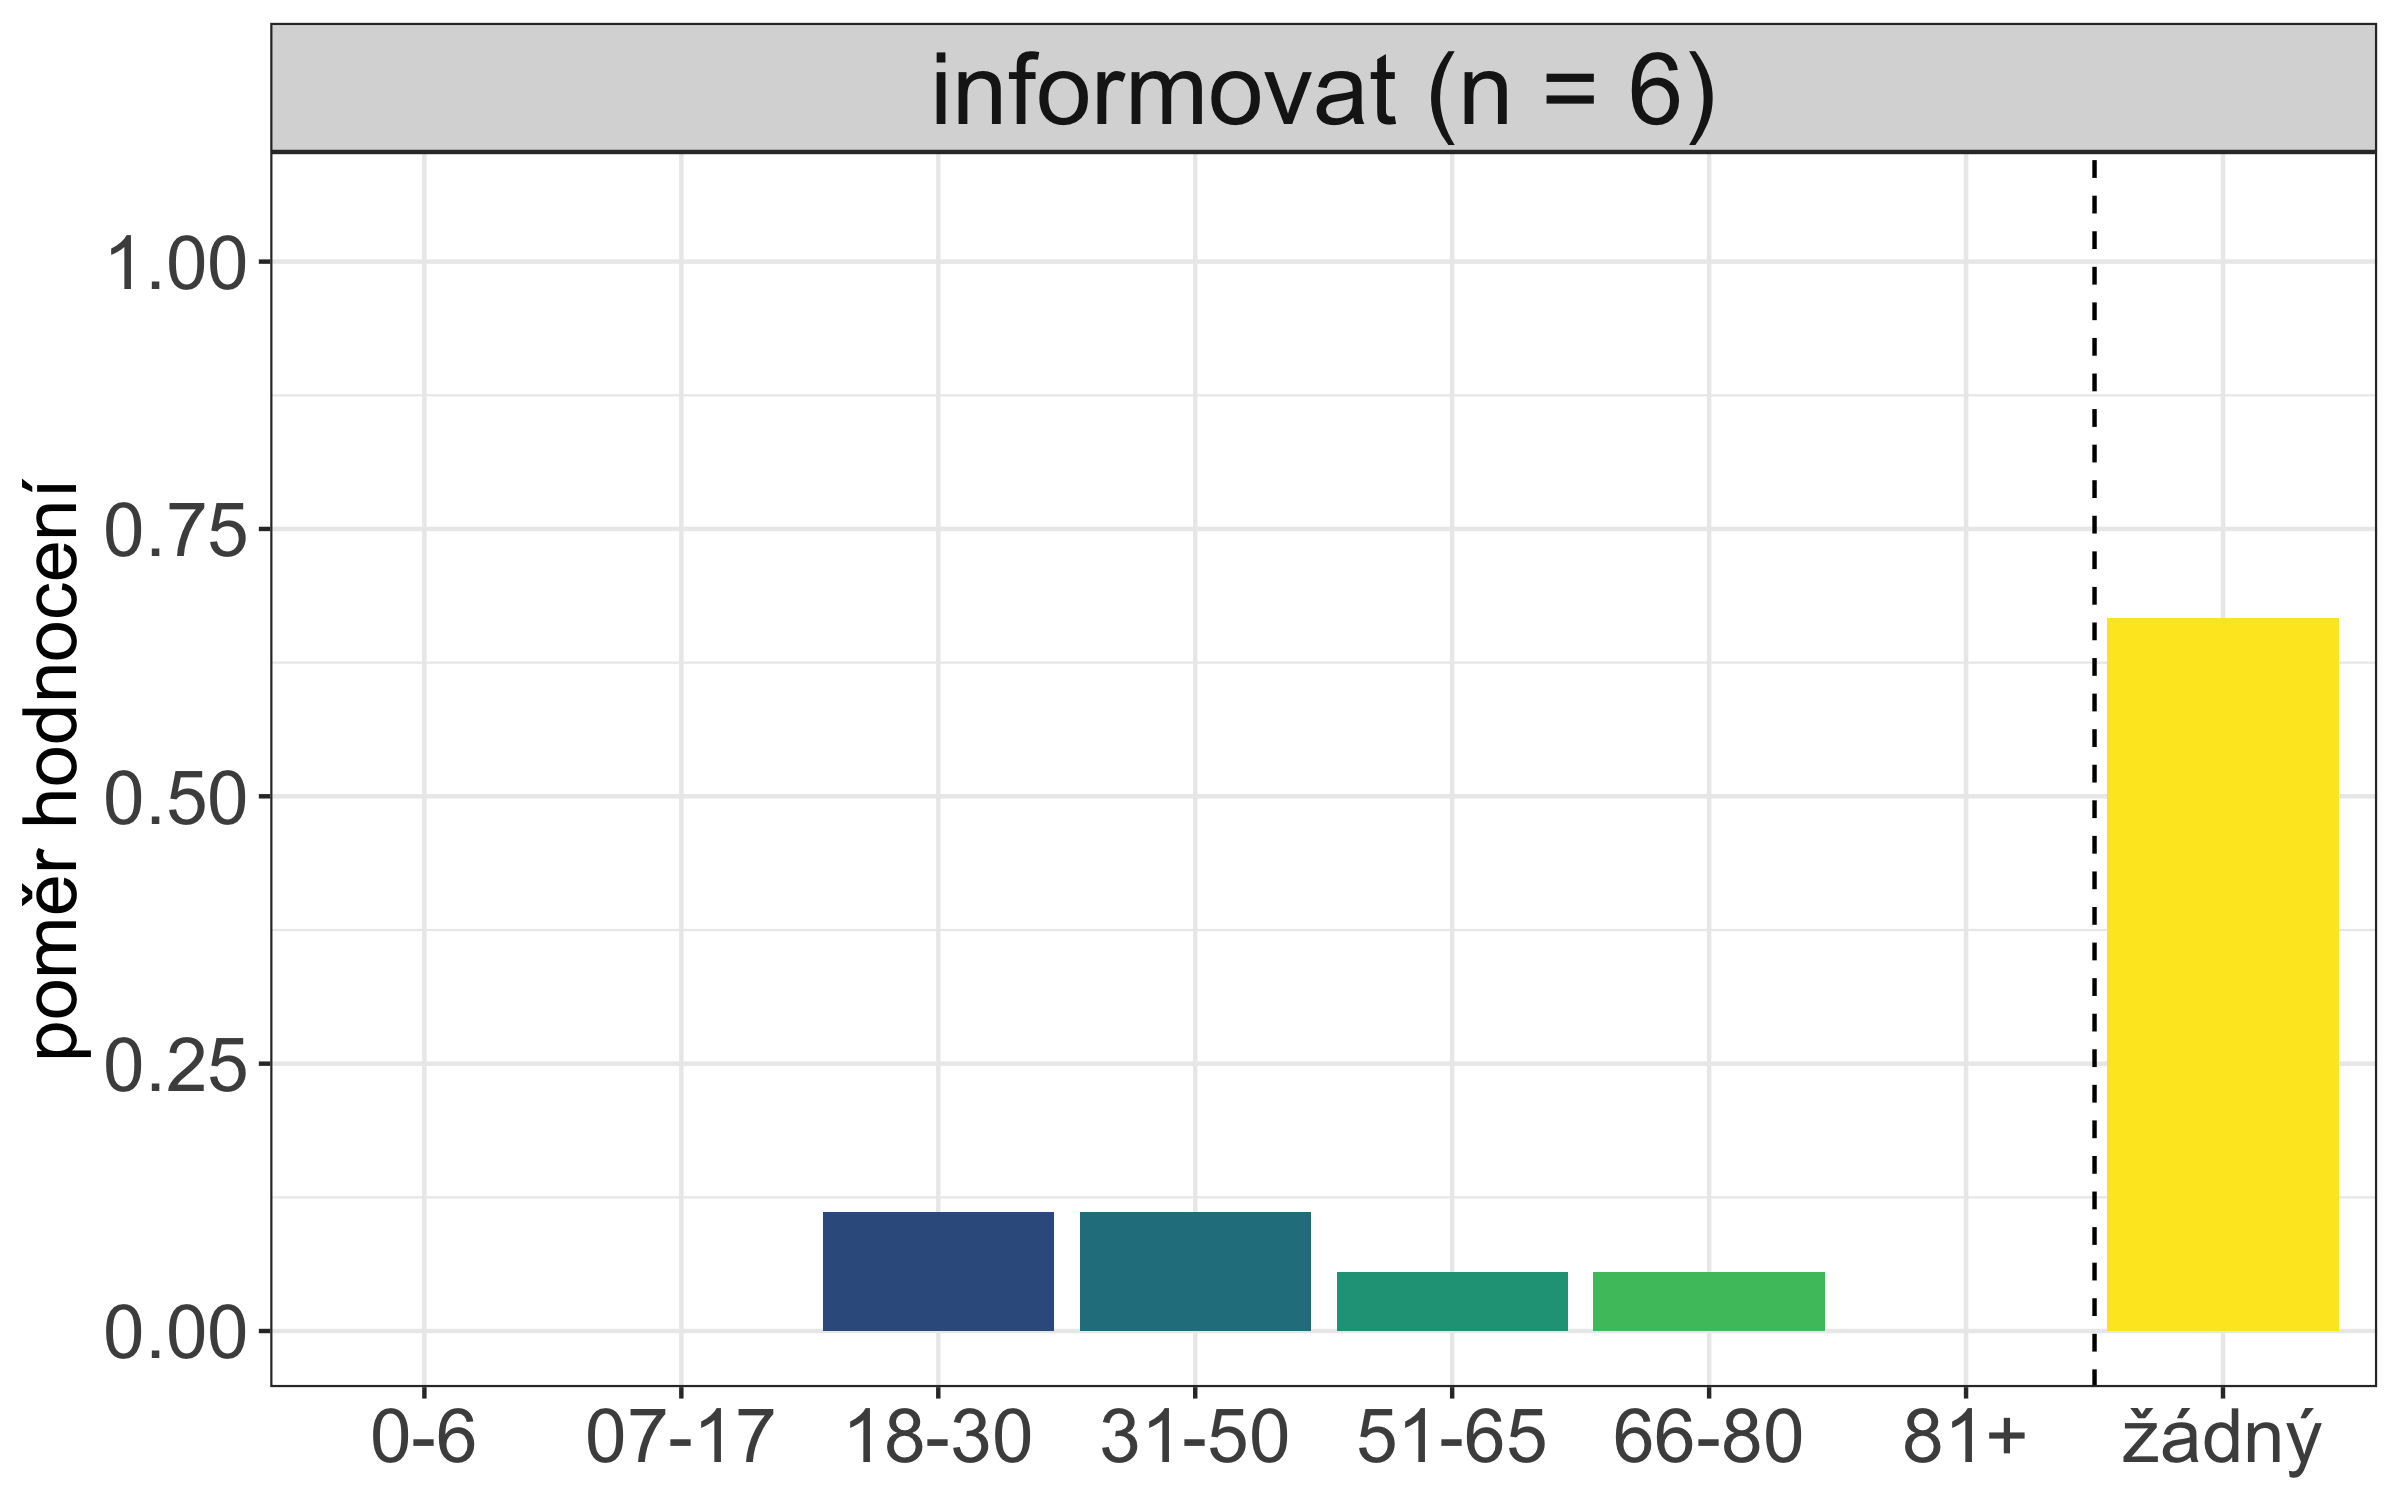 informovat (n = 6)
poměr hodnocení
1.00
0.75
0.50
0.25
0.00
0-6 07-17 18-30 31-50 51-65 66-80 81+ žádný